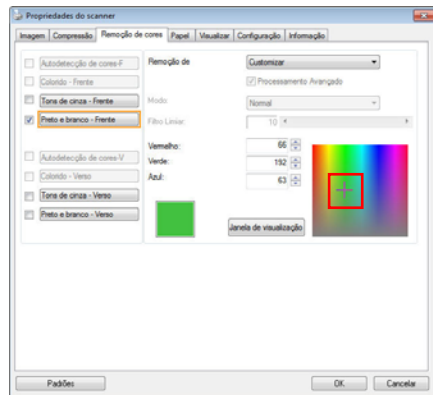 Propriedades do scanner
Imagem Compressão Remoção de cores Papel Visualizar Configuração Informação
Autodetecção de cores-F
Colorido - Frente
Tons de cinza - Frente
Preto e branco - Frente
Autodetecção de cores-V
Colorido - Verso
Tons de cinza - Verso
Preto e branco - Verso
Remoção de Customizar
Processamento Avançado
Modo: Normal
Filtro Limiar: 10
Vermelho: 66
Verde: 192
Azul: 63
Janela de visualização
Padrões OK Cancelar